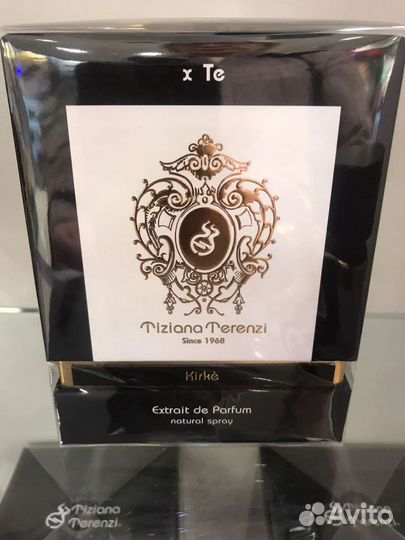 x Te
Tiziana Terenzi
Since 1968
Kirkè
Extrait de Parfum
natural spray
Tiziana
Terenzi
Avito